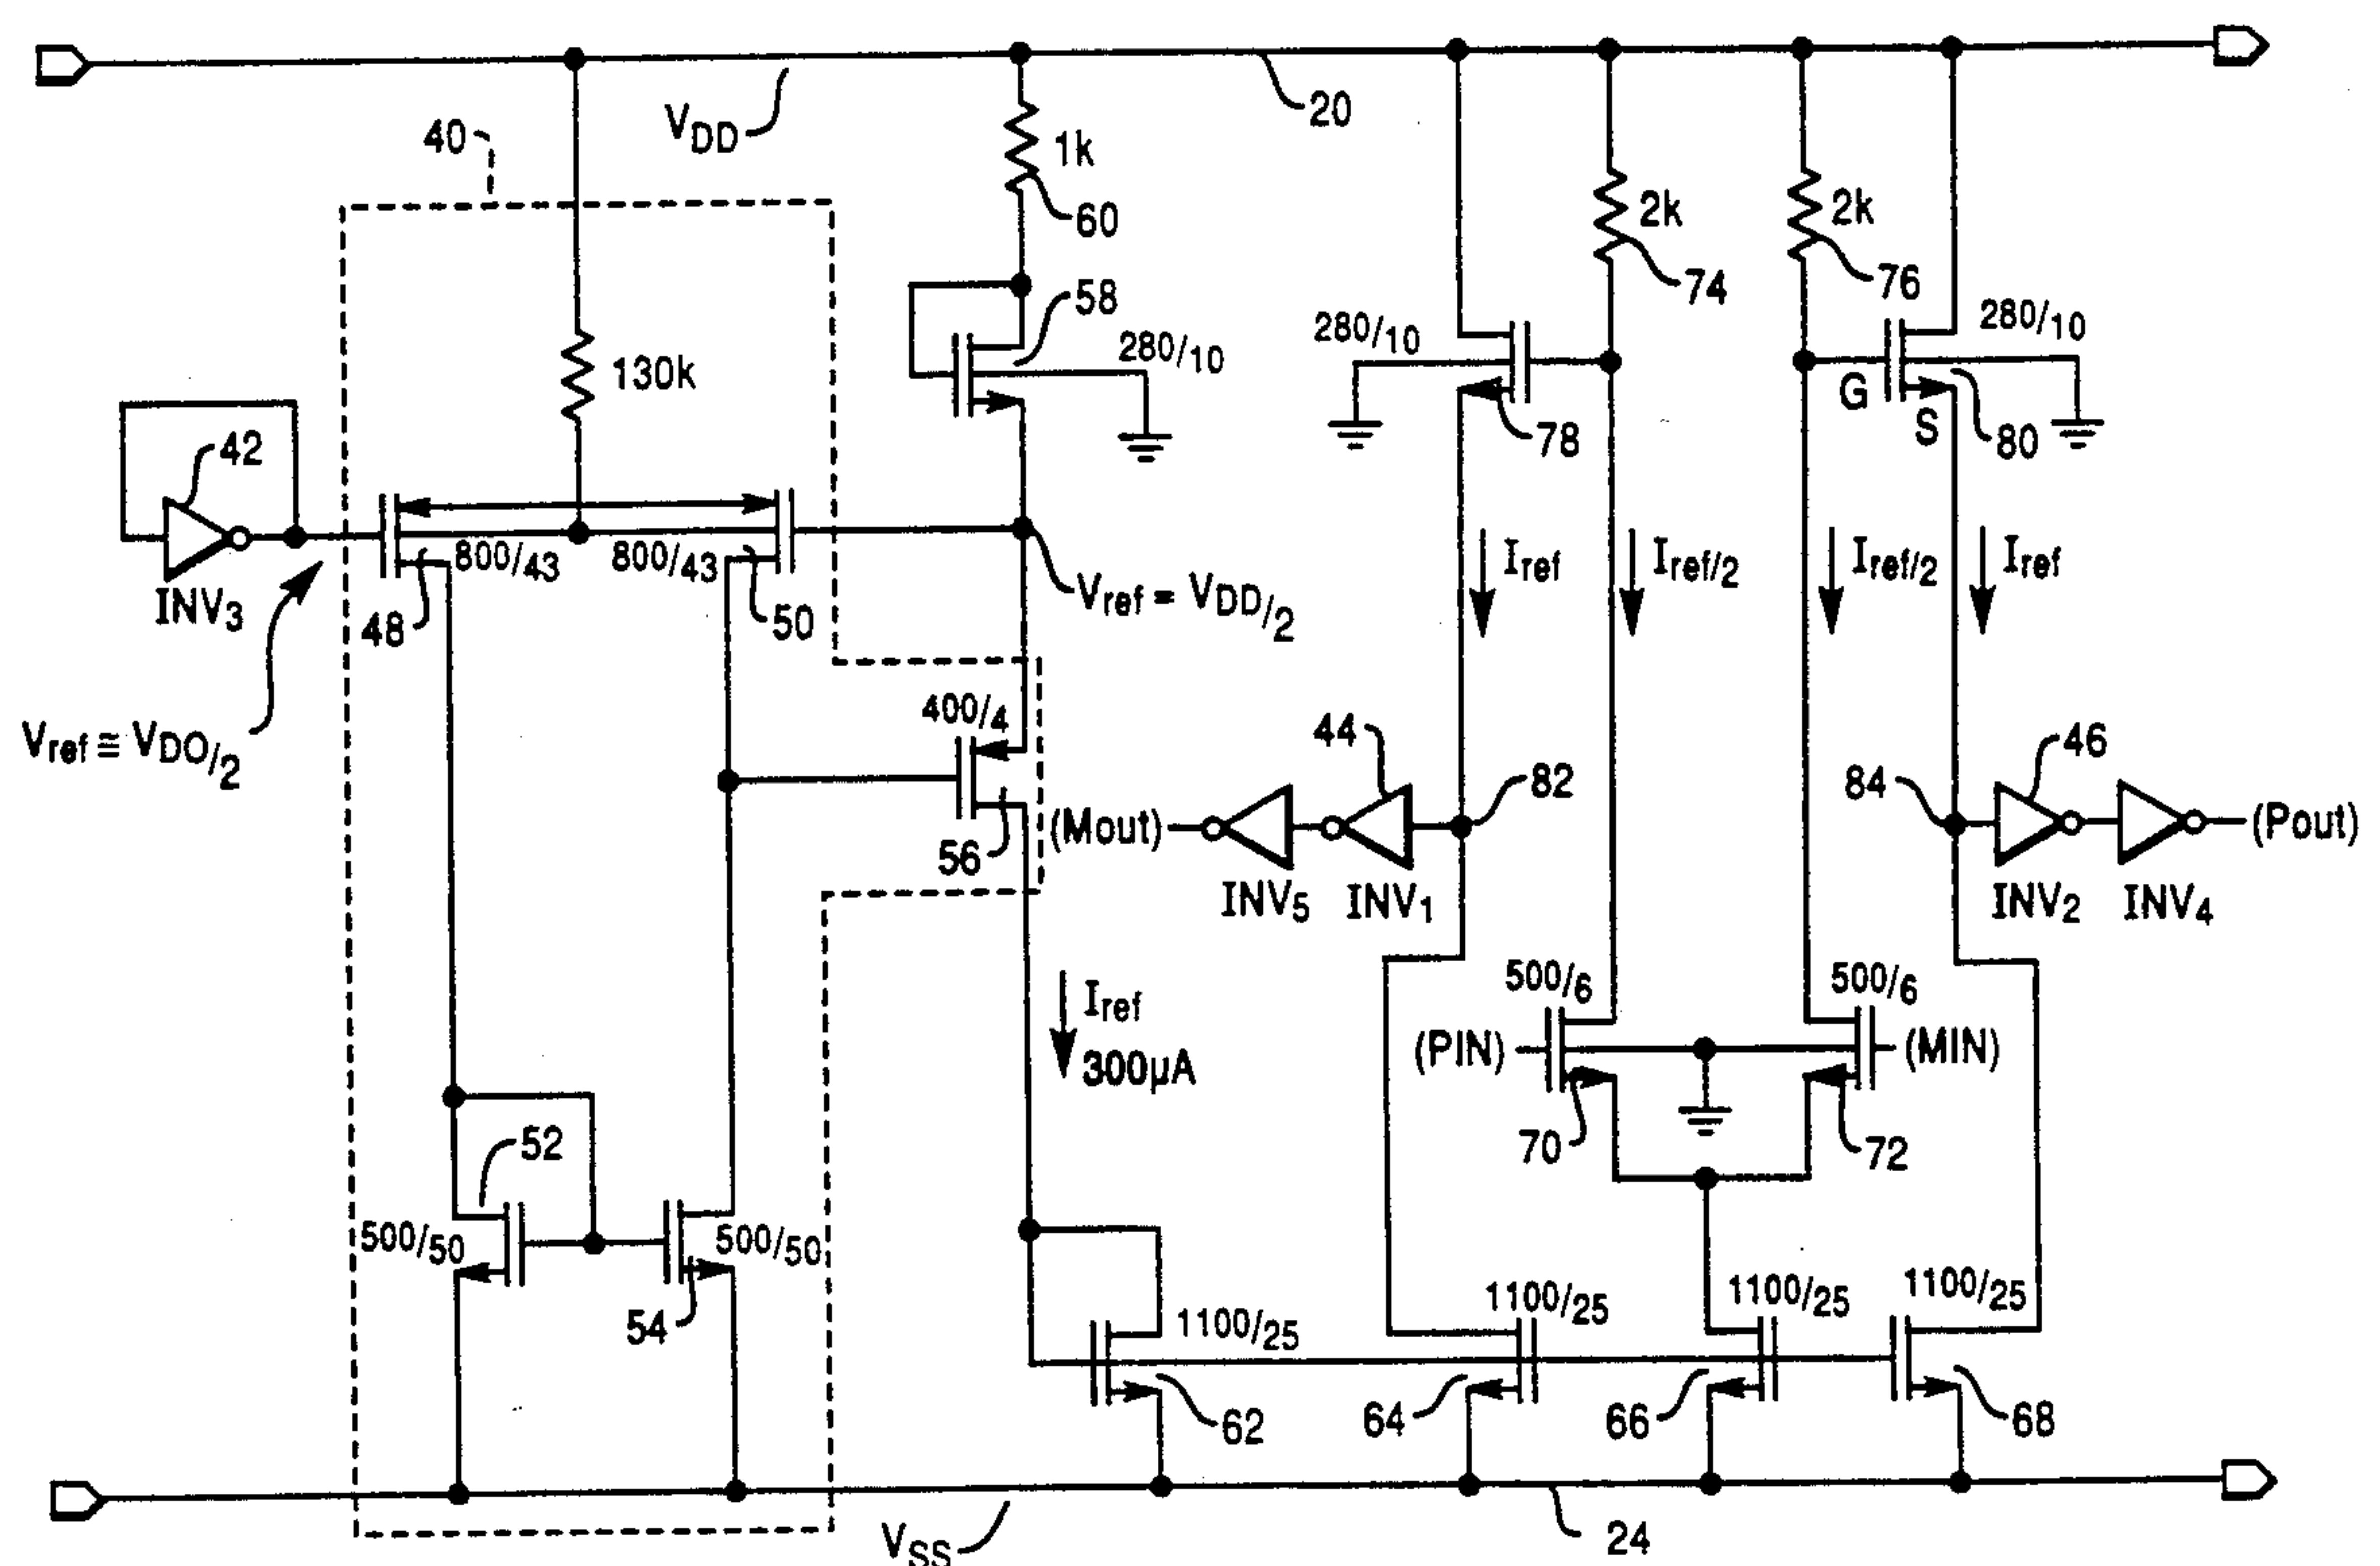 20
VDD
40
1k
60
2k
74
2k
76
58
280/10
280/10
280/10
130k
G
S
80
78
42
INV3
800/43
800/43
48
50
Vref = VDD/2
Iref
Iref/2
Iref/2
Iref
Vref ≅ VDO/2
400/4
56
(Mout)
44
82
INV5
INV1
84
46
(Pout)
INV2
INV4
Iref
300µA
500/6
500/6
(PIN)
(MIN)
70
72
52
500/50
500/50
54
1100/25
1100/25
1100/25
1100/25
62
64
66
68
VSS
24